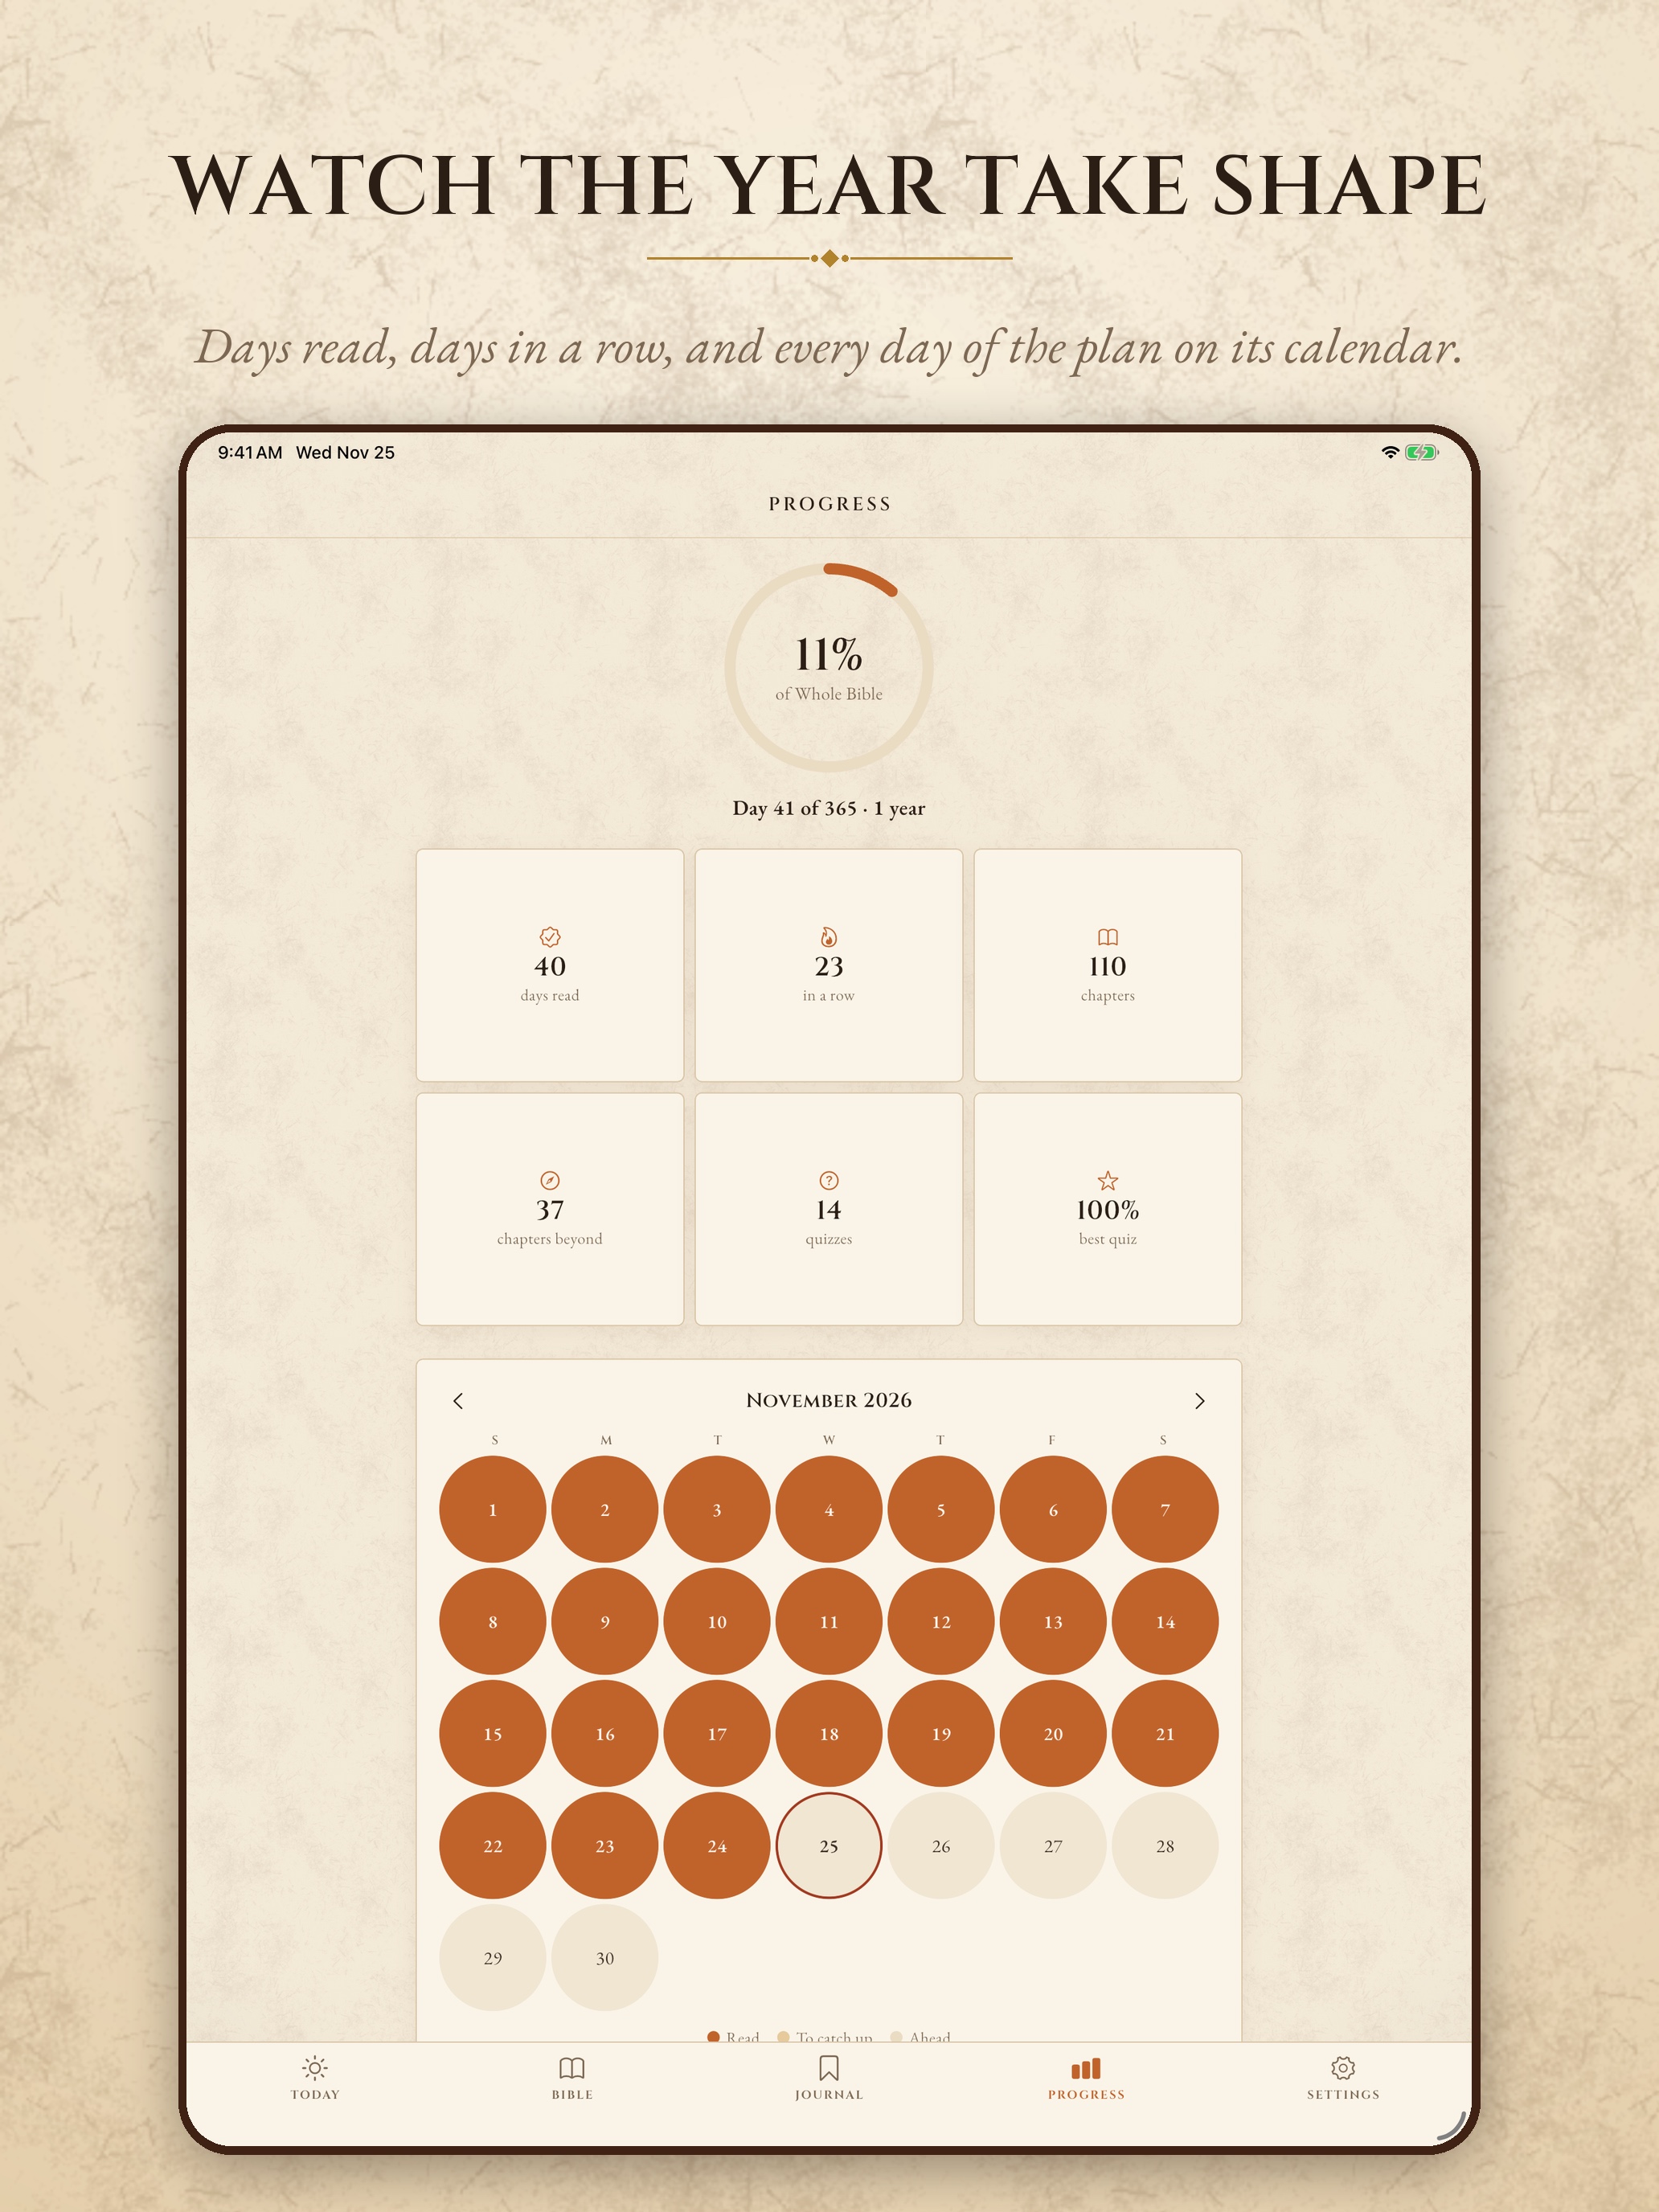 WATCH THE YEAR TAKE SHAPE
Days read, days in a row, and every day of the plan on its calendar.
9:41 AM Wed Nov 25
PROGRESS
11%
of Whole Bible
Day 41 of 365 · 1 year
40
days read
23
in a row
110
chapters
37
chapters beyond
14
quizzes
100%
best quiz
November 2026
S M T W T F S
1 2 3 4 5 6 7
8 9 10 11 12 13 14
15 16 17 18 19 20 21
22 23 24 25 26 27 28
29 30
Read To catch up Ahead
TODAY BIBLE JOURNAL PROGRESS SETTINGS